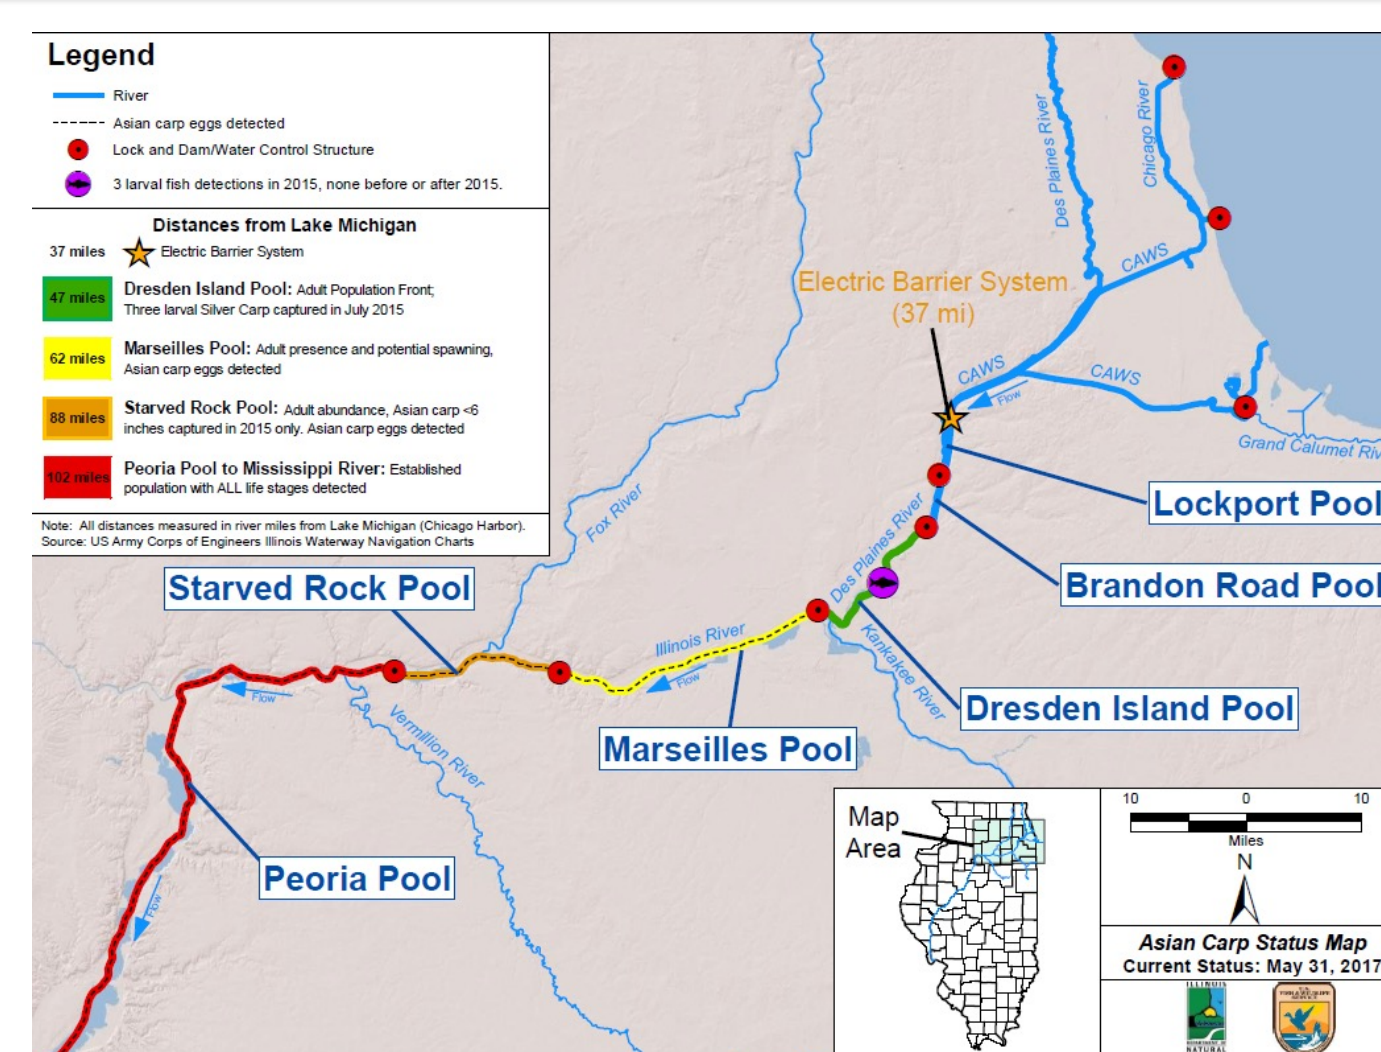 Legend
River
Asian carp eggs detected
Lock and Dam/Water Control Structure
3 larval fish detections in 2015, none before or after 2015.
Distances from Lake Michigan
37 miles Electric Barrier System
47 miles Dresden Island Pool: Adult Population Front;
Three larval Silver Carp captured in July 2015
62 miles Marseilles Pool: Adult presence and potential spawning,
Asian carp eggs detected
88 miles Starved Rock Pool: Adult abundance, Asian carp <6
inches captured in 2015 only. Asian carp eggs detected
102 miles Peoria Pool to Mississippi River: Established
population with ALL life stages detected
Note: All distances measured in river miles from Lake Michigan (Chicago Harbor).
Source: US Army Corps of Engineers Illinois Waterway Navigation Charts
Des Plaines River
Chicago River
CAWS
Electric Barrier System
(37 mi)
CAWS
CAWS
Flow
Grand Calumet Riv
Lockport Pool
Fox River
Des Plaines River
Brandon Road Pool
Starved Rock Pool
Illinois River
Kankakee River
Flow
Flow
Dresden Island Pool
Vermillion River
Marseilles Pool
Peoria Pool
Flow
Map
Area
10 0 10
Miles
N
Asian Carp Status Map
Current Status: May 31, 2017
ILLINOIS
DEPARTMENT OF
NATURAL
U.S.
FISH & WILDLIFE
SERVICE